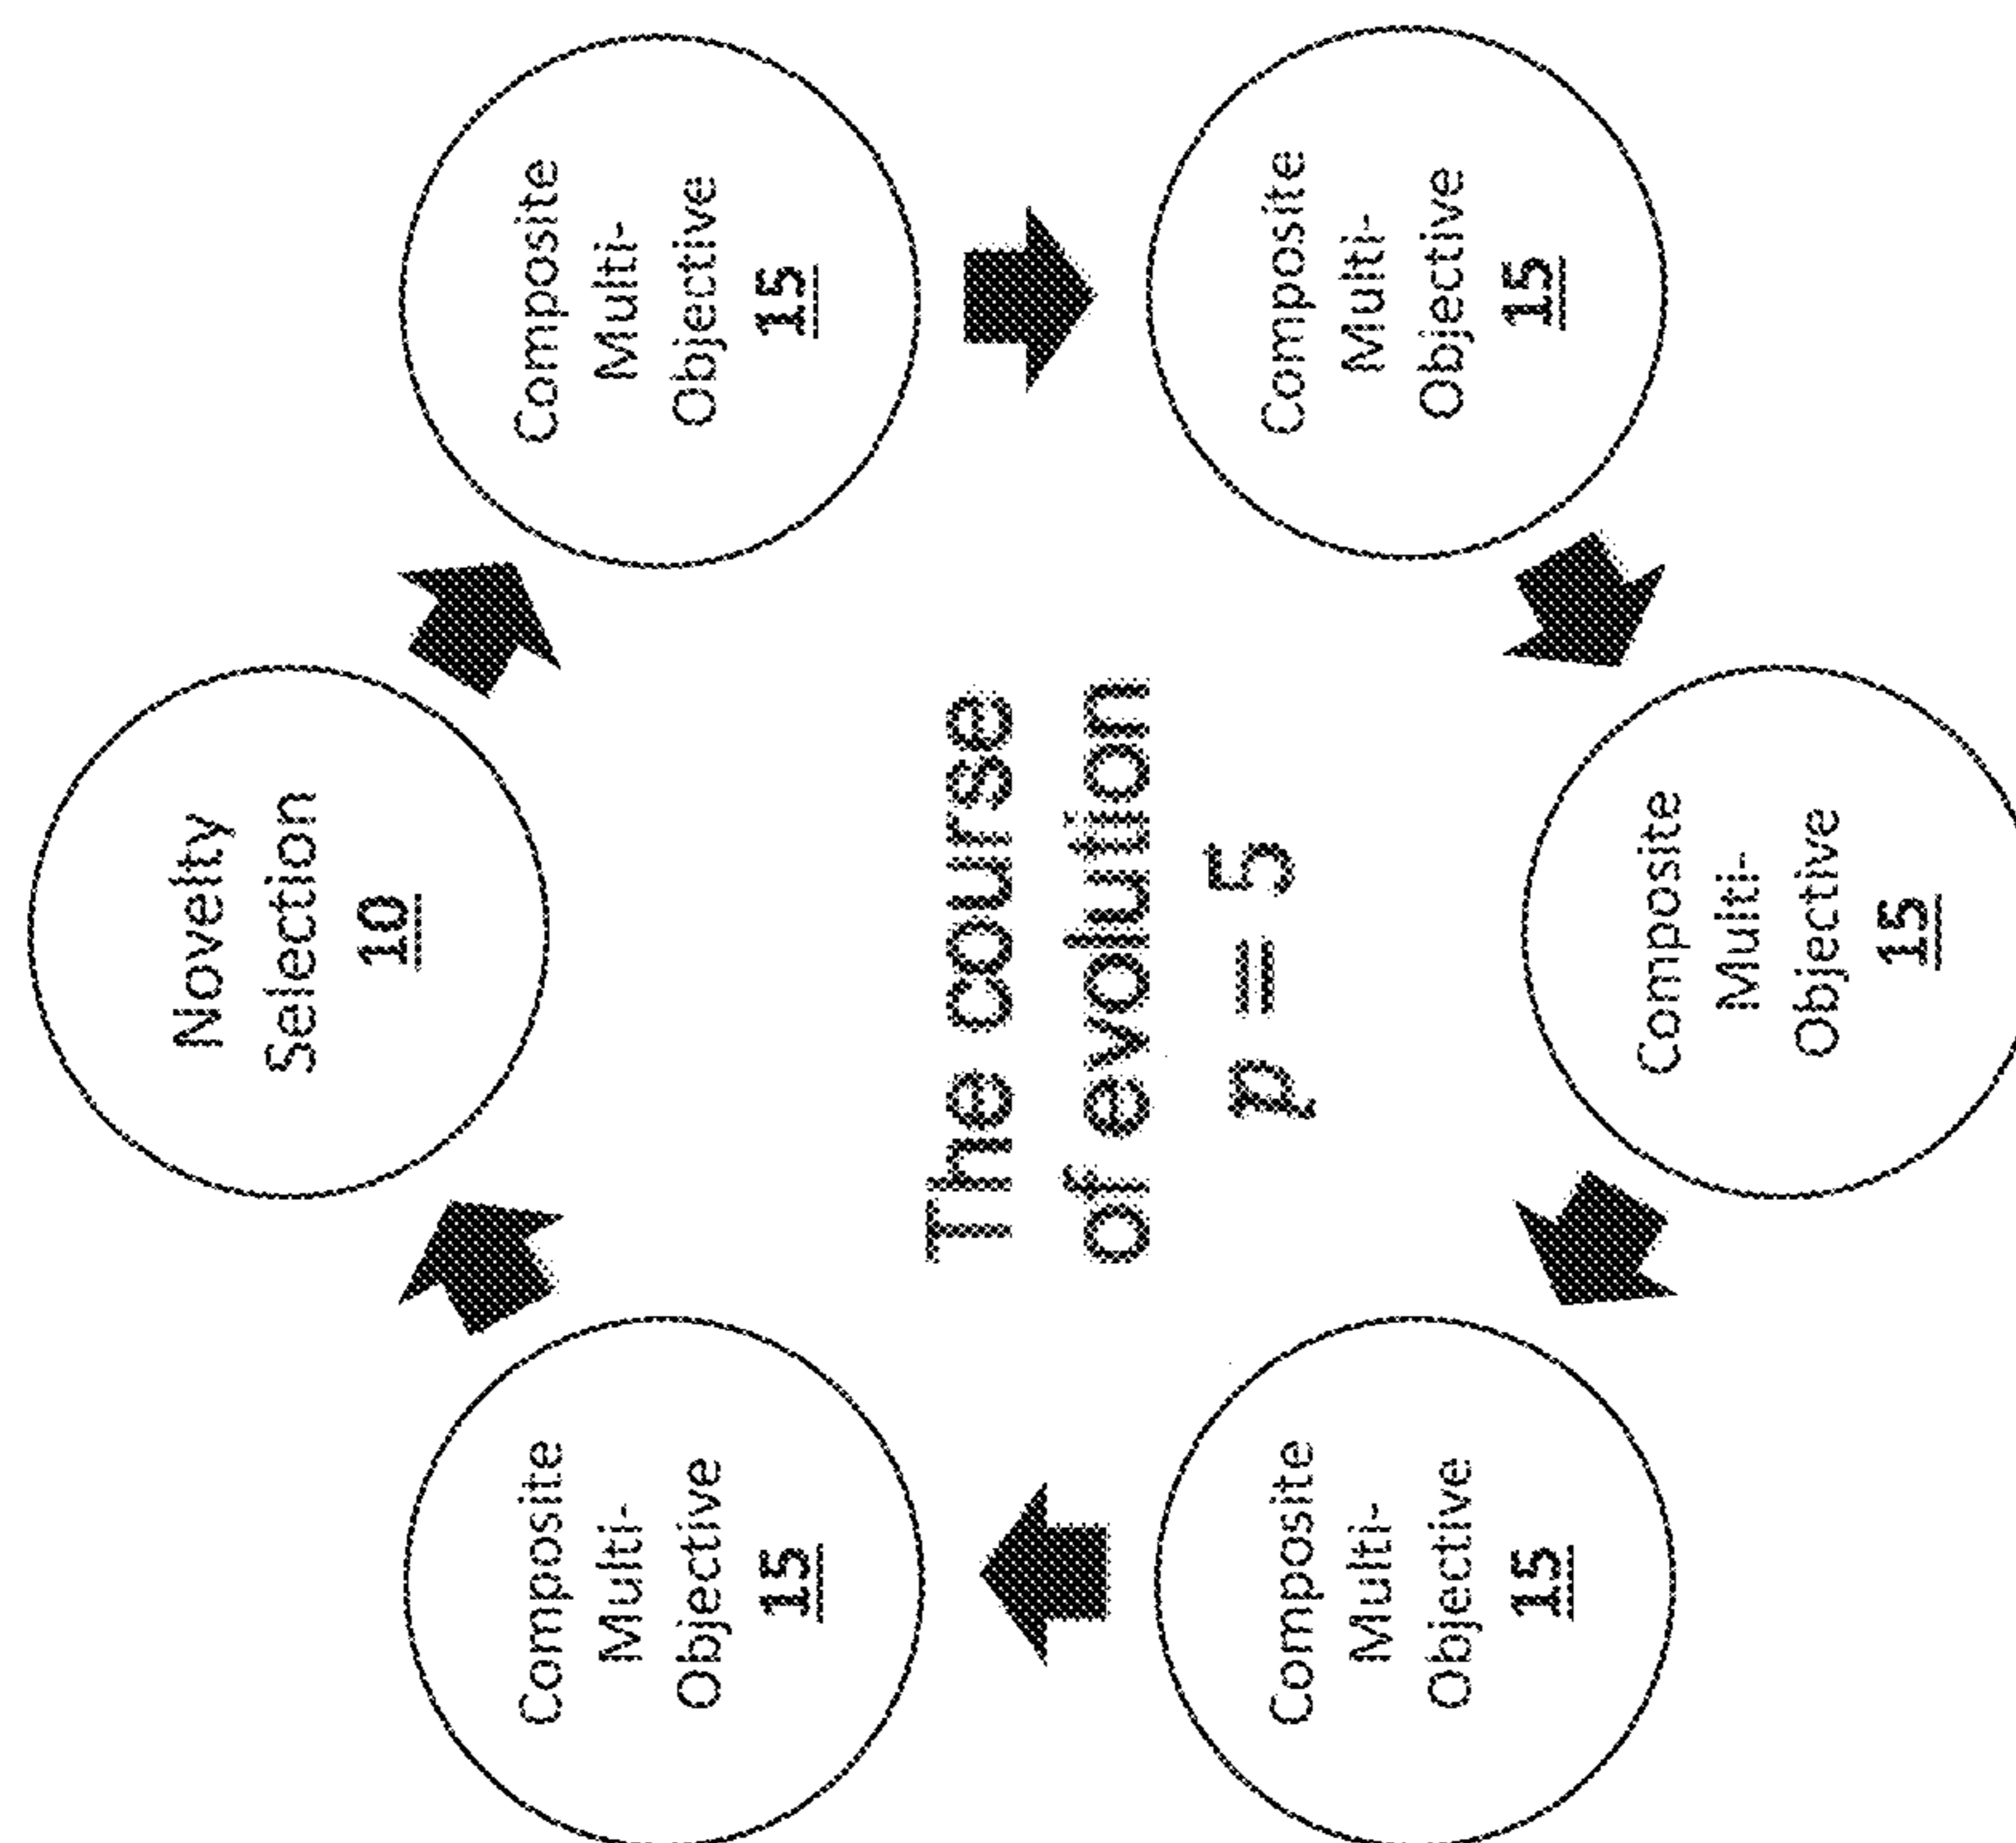 Novelty
Selection
10
Composite
Multi-
Objective
15
Composite
Multi-
Objective
15
Composite
Multi-
Objective
15
Composite
Multi-
Objective
15
Composite
Multi-
Objective
15
The course
of evolution
p = 5